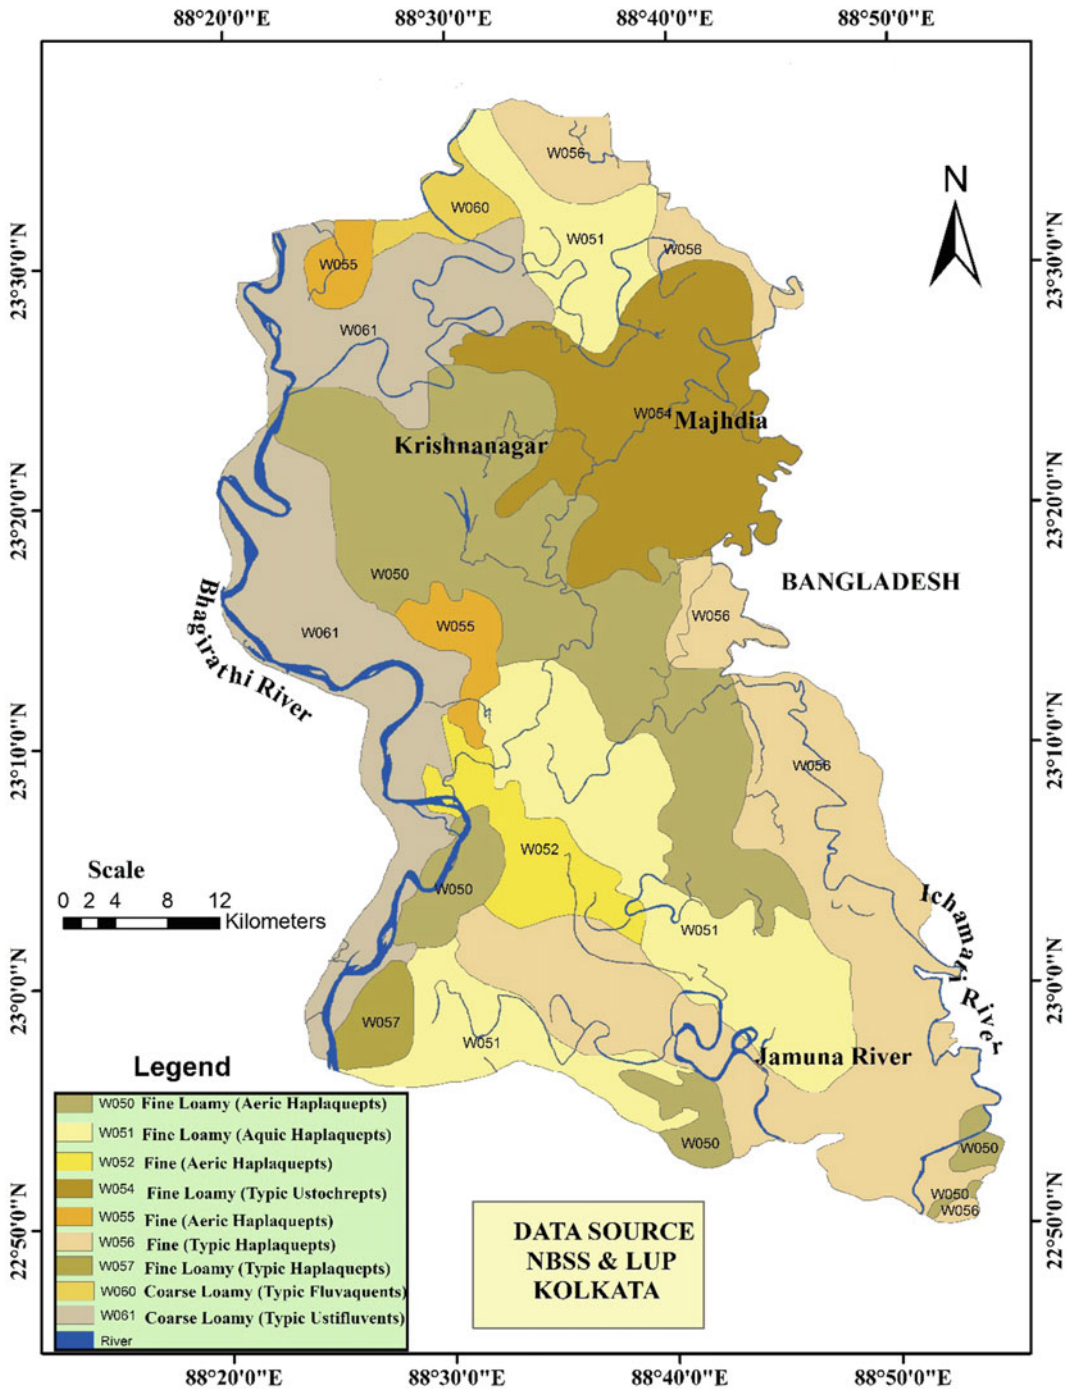 88°20'0"E 88°30'0"E 88°40'0"E 88°50'0"E
23°30'0"N
23°20'0"N
23°10'0"N
23°0'0"N
22°50'0"N
23°30'0"N
23°20'0"N
23°10'0"N
23°0'0"N
22°50'0"N
N
W056
W060
W051
W056
W055
W061
W054
Majhdia
Krishnanagar
W050
BANGLADESH
W056
W055
W061
Bhagirathi River
W056
W052
W050
W051
Ichamati River
W057
W051
Jamuna River
W050
W050
W050
W056
Scale
0 2 4 8 12
Kilometers
Legend
W050 Fine Loamy (Aeric Haplaquepts)
W051 Fine Loamy (Aquic Haplaquepts)
W052 Fine (Aeric Haplaquepts)
W054 Fine Loamy (Typic Ustochrepts)
W055 Fine (Aeric Haplaquepts)
W056 Fine (Typic Haplaquepts)
W057 Fine Loamy (Typic Haplaquepts)
W060 Coarse Loamy (Typic Fluvaquents)
W061 Coarse Loamy (Typic Ustifluvents)
River
DATA SOURCE
NBSS & LUP
KOLKATA
88°20'0"E 88°30'0"E 88°40'0"E 88°50'0"E